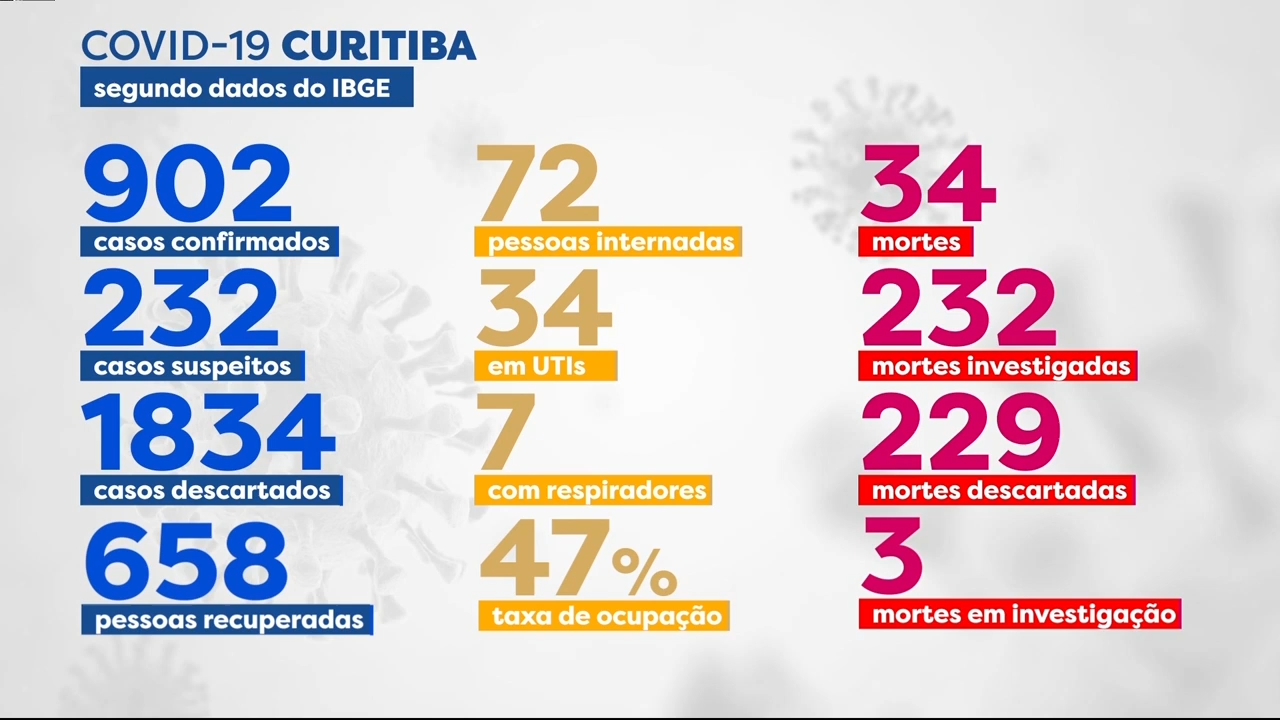 COVID-19 CURITIBA
segundo dados do IBGE
902
casos confirmados
232
casos suspeitos
1834
casos descartados
658
pessoas recuperadas
72
pessoas internadas
34
em UTIs
7
com respiradores
47%
taxa de ocupação
34
mortes
232
mortes investigadas
229
mortes descartadas
3
mortes em investigação